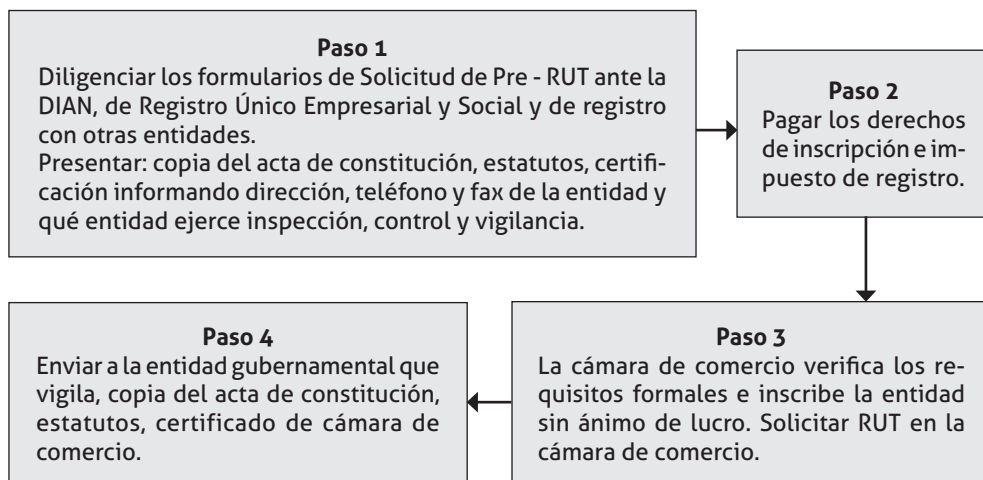 Paso 1
Diligenciar los formularios de Solicitud de Pre - RUT ante la
DIAN, de Registro Único Empresarial y Social y de registro
con otras entidades.
Presentar: copia del acta de constitución, estatutos, certifi-
cación informando dirección, teléfono y fax de la entidad y
qué entidad ejerce inspección, control y vigilancia.
Paso 2
Pagar los derechos
de inscripción e im-
puesto de registro.
Paso 3
La cámara de comercio verifica los re-
quisitos formales e inscribe la entidad
sin ánimo de lucro. Solicitar RUT en la
cámara de comercio.
Paso 4
Enviar a la entidad gubernamental que
vigila, copia del acta de constitución,
estatutos, certificado de cámara de
comercio.